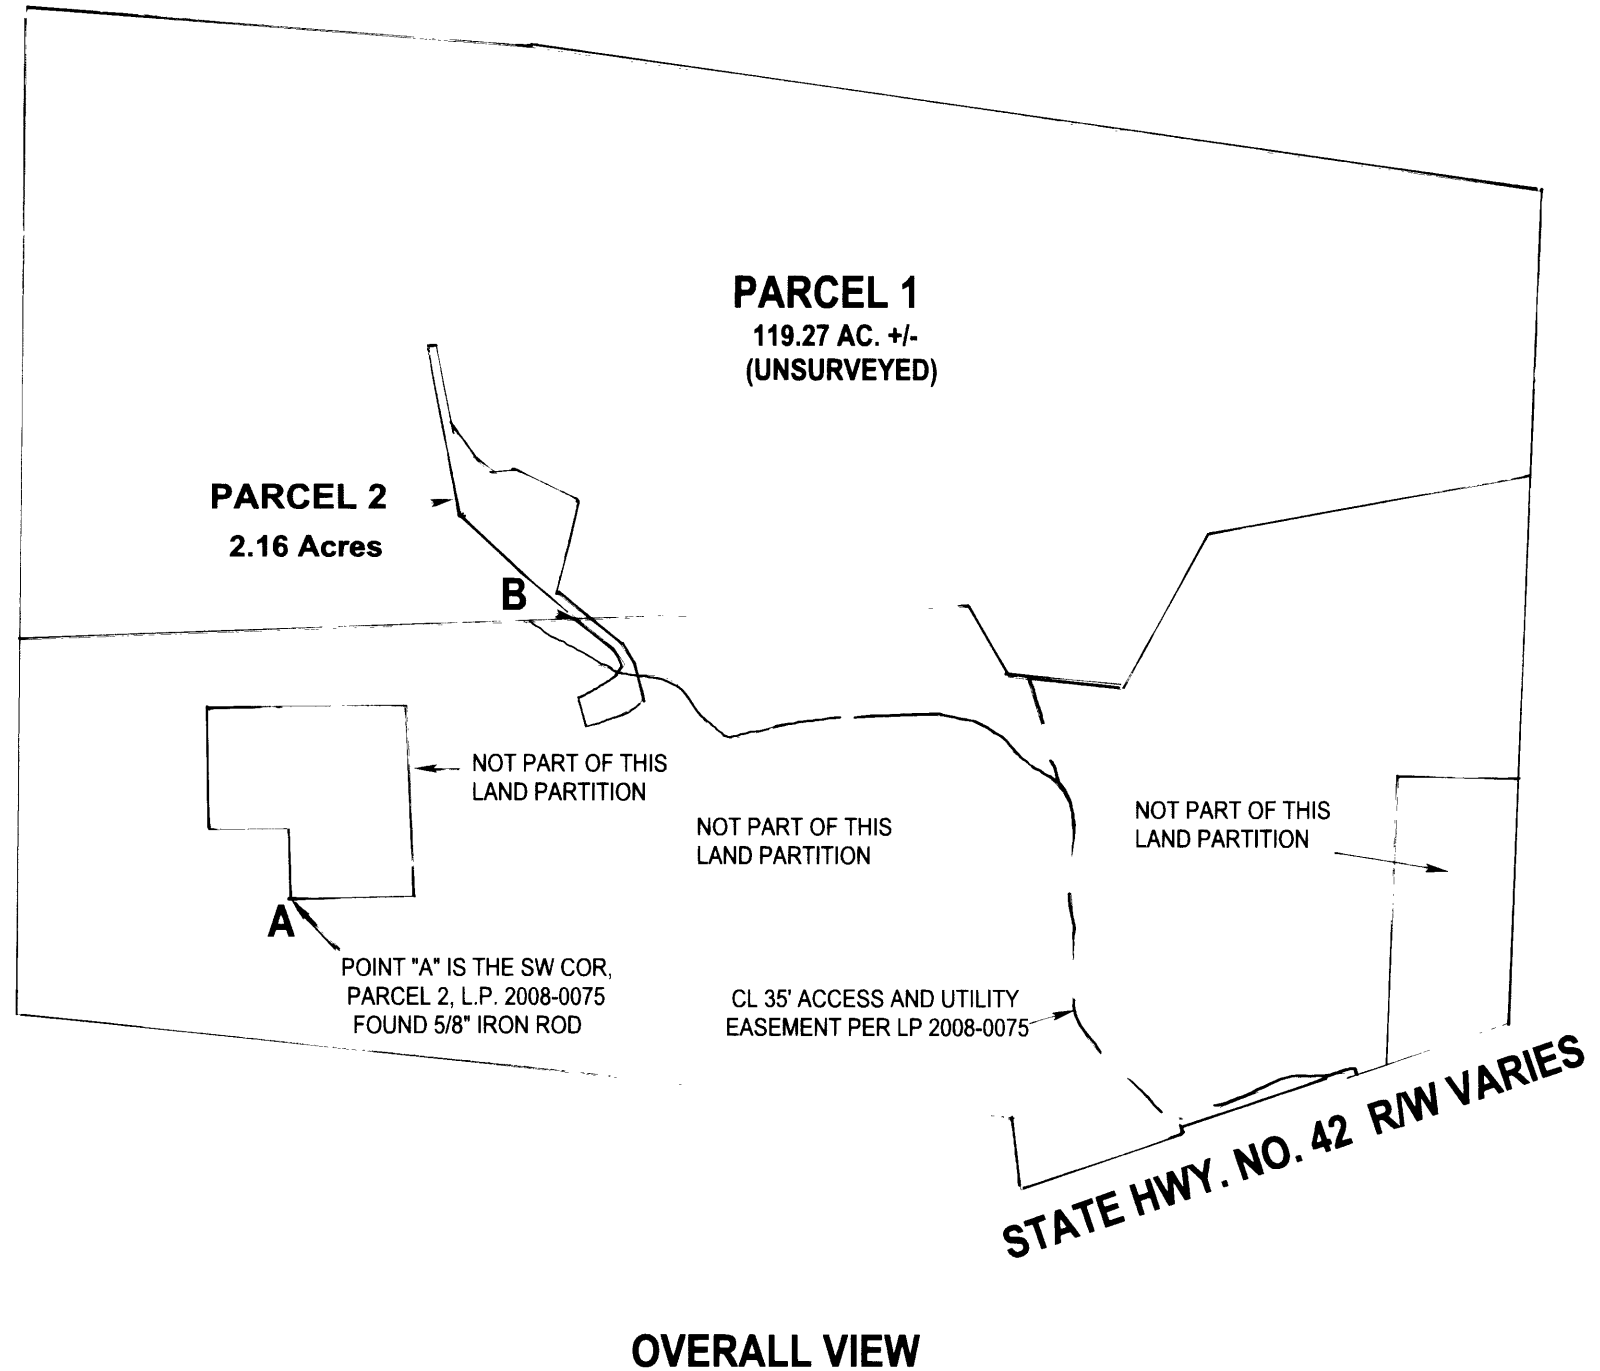 PARCEL 1
119.27 AC. +/-
(UNSURVEYED)
PARCEL 2
2.16 Acres
B
NOT PART OF THIS
LAND PARTITION
NOT PART OF THIS
LAND PARTITION
NOT PART OF THIS
LAND PARTITION
A
POINT "A" IS THE SW COR,
PARCEL 2, L.P. 2008-0075
FOUND 5/8" IRON ROD
CL 35' ACCESS AND UTILITY
EASEMENT PER LP 2008-0075
STATE HWY. NO. 42 R/W VARIES
OVERALL VIEW